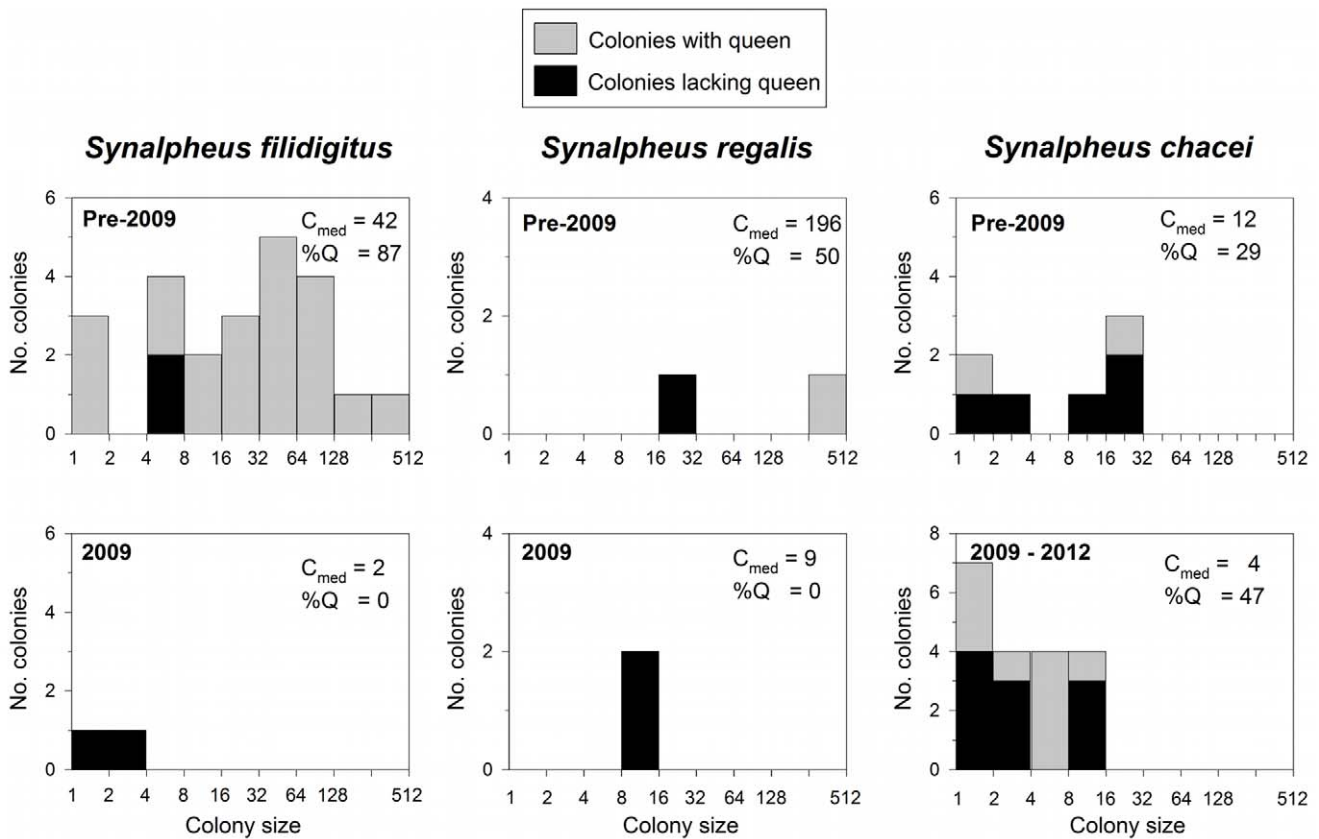 Colonies with queen
Colonies lacking queen
Synalpheus filidigitus
Synalpheus regalis
Synalpheus chacei
No. colonies
6
4
2
0
Pre-2009
C_med = 42
%Q = 87
1 2 4 8 16 32 64 128 512
No. colonies
4
2
0
Pre-2009
C_med = 196
%Q = 50
1 2 4 8 16 32 64 128 512
No. colonies
6
4
2
0
Pre-2009
C_med = 12
%Q = 29
1 2 4 8 16 32 64 128 512
No. colonies
6
4
2
0
2009
C_med = 2
%Q = 0
1 2 4 8 16 32 64 128 512
Colony size
No. colonies
4
2
0
2009
C_med = 9
%Q = 0
1 2 4 8 16 32 64 128 512
Colony size
No. colonies
8
6
4
2
0
2009 - 2012
C_med = 4
%Q = 47
1 2 4 8 16 32 64 128 512
Colony size